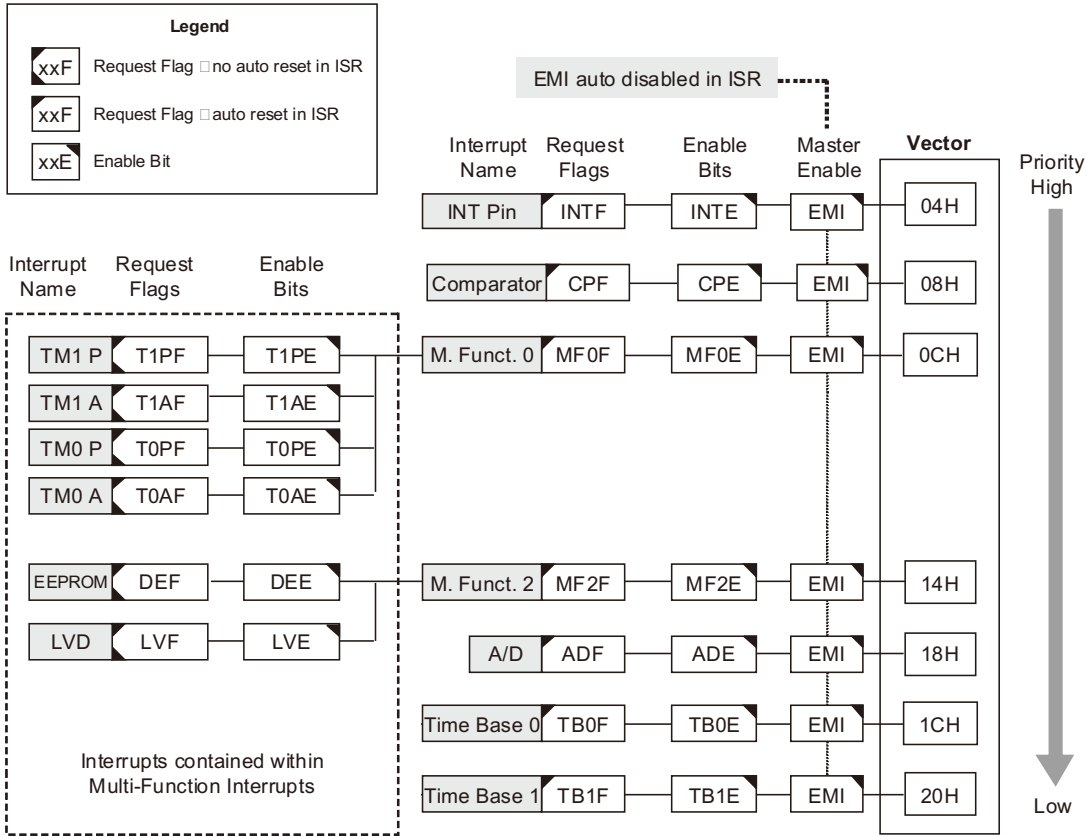 Legend
xxF Request Flag □ no auto reset in ISR
xxF Request Flag □ auto reset in ISR
xxE Enable Bit
EMI auto disabled in ISR
Interrupt Name
Request Flags
Enable Bits
Master Enable
Vector
Priority High
INT Pin INTF INTE EMI 04H
Comparator CPF CPE EMI 08H
Interrupt Name
Request Flags
Enable Bits
TM1 P T1PF T1PE M. Funct. 0 MF0F MF0E EMI 0CH
TM1 A T1AF T1AE
TM0 P T0PF T0PE
TM0 A T0AF T0AE
EEPROM DEF DEE M. Funct. 2 MF2F MF2E EMI 14H
LVD LVF LVE A/D ADF ADE EMI 18H
Time Base 0 TB0F TB0E EMI 1CH
Interrupts contained within
Multi-Function Interrupts
Time Base 1 TB1F TB1E EMI 20H
Low